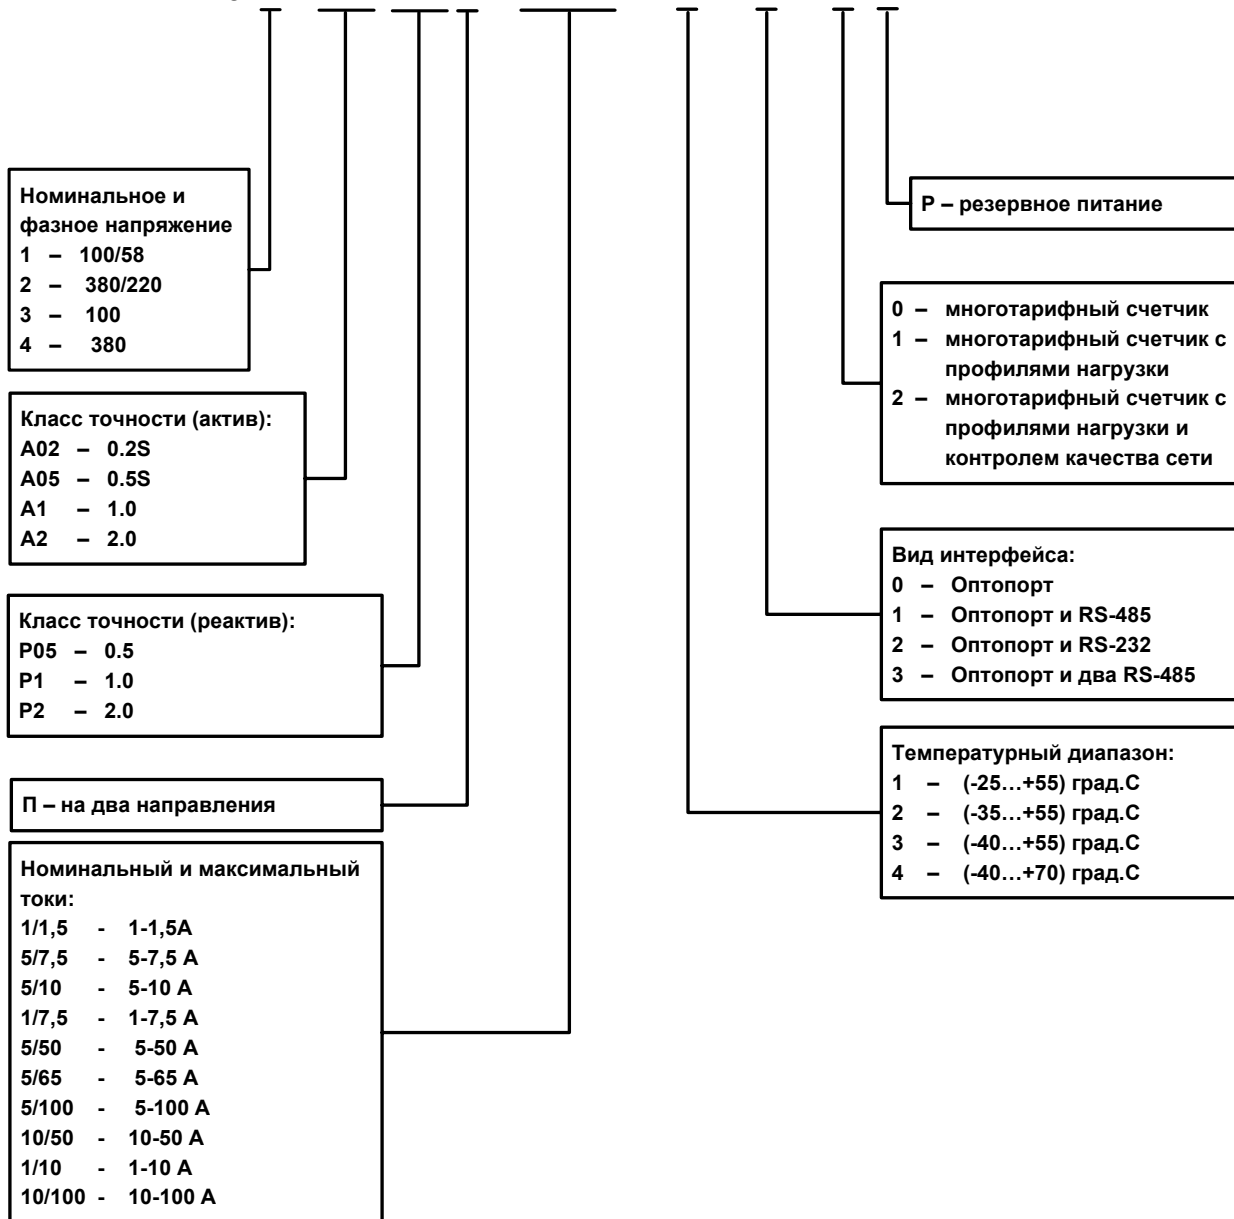 Номинальное и
фазное напряжение
1 – 100/58
2 – 380/220
3 – 100
4 – 380
Класс точности (актив):
А02 – 0.2S
А05 – 0.5S
А1 – 1.0
А2 – 2.0
Класс точности (реактив):
Р05 – 0.5
Р1 – 1.0
Р2 – 2.0
П – на два направления
Номинальный и максимальный
токи:
1/1,5 - 1-1,5А
5/7,5 - 5-7,5 А
5/10 - 5-10 А
1/7,5 - 1-7,5 А
5/50 - 5-50 А
5/65 - 5-65 А
5/100 - 5-100 А
10/50 - 10-50 А
1/10 - 1-10 А
10/100 - 10-100 А
Р – резервное питание
0 – многотарифный счетчик
1 – многотарифный счетчик с
профилями нагрузки
2 – многотарифный счетчик с
профилями нагрузки и
контролем качества сети
Вид интерфейса:
0 – Оптопорт
1 – Оптопорт и RS-485
2 – Оптопорт и RS-232
3 – Оптопорт и два RS-485
Температурный диапазон:
1 – (-25...+55) град.С
2 – (-35...+55) град.С
3 – (-40...+55) град.С
4 – (-40...+70) град.С